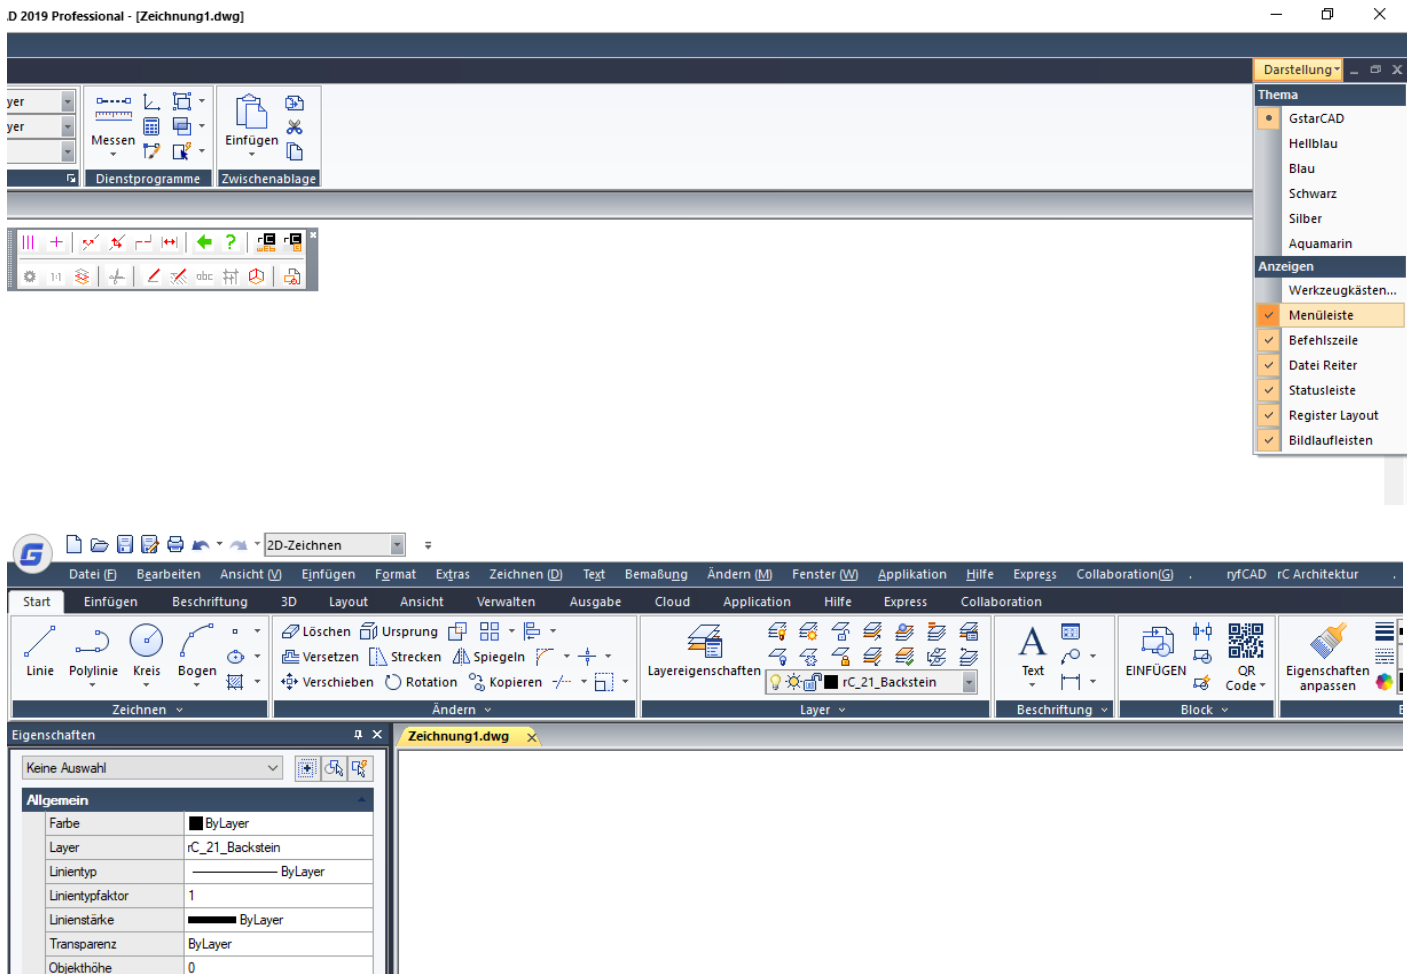 .D 2019 Professional - [Zeichnung1.dwg]
Darstellung
Thema
GstarCAD
Hellblau
Blau
Schwarz
Silber
Aquamarin
Anzeigen
Werkzeugkästen...
Menüleiste
Befehlszeile
Datei Reiter
Statusleiste
Register Layout
Bildlaufleisten
yer
yer
Messen
Einfügen
Dienstprogramme
Zwischenablage
1:1
abc
2D-Zeichnen
Datei (F) Bearbeiten Ansicht (V) Einfügen Format Extras Zeichnen (D) Text Bemaßung Ändern (M) Fenster (W) Applikation Hilfe Express Collaboration(G) . ryfCAD rC Architektur .
Start Einfügen Beschriftung 3D Layout Ansicht Verwalten Ausgabe Cloud Application Hilfe Express Collaboration
Linie Polylinie Kreis Bogen
Zeichnen
Löschen Ursprung
Versetzen Strecken Spiegeln
Verschieben Rotation Kopieren
Ändern
Layereigenschaften
rC_21_Backstein
Layer
A
Text
Beschriftung
EINFÜGEN
QR
Code
Block
Eigenschaften
anpassen
Eigenschaften
Zeichnung1.dwg
Keine Auswahl
Allgemein
Farbe ByLayer
Layer rC_21_Backstein
Linientyp ByLayer
Linientypfaktor 1
Linienstärke ByLayer
Transparenz ByLayer
Objekthöhe 0